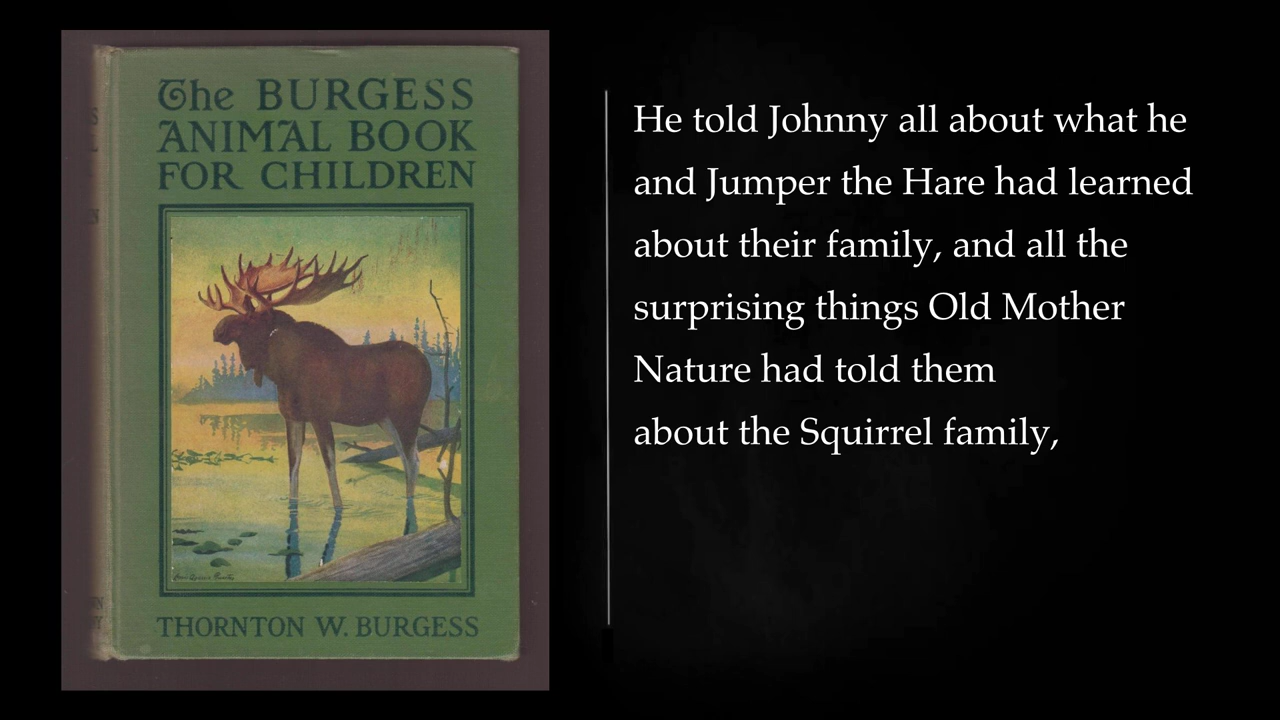 The BURGESS
ANIMAL BOOK
FOR CHILDREN
THORNTON W. BURGESS
He told Johnny all about what he
and Jumper the Hare had learned
about their family, and all the
surprising things Old Mother
Nature had told them
about the Squirrel family,